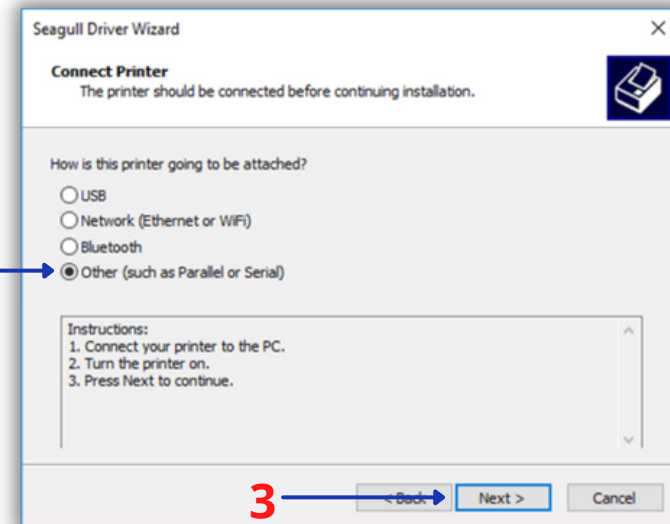 Seagull Driver Wizard
Connect Printer
The printer should be connected before continuing installation.
How is this printer going to be attached?
USB
Network (Ethernet or WiFi)
Bluetooth
Other (such as Parallel or Serial)
Instructions:
1. Connect your printer to the PC.
2. Turn the printer on.
3. Press Next to continue.
3 < Back Next > Cancel